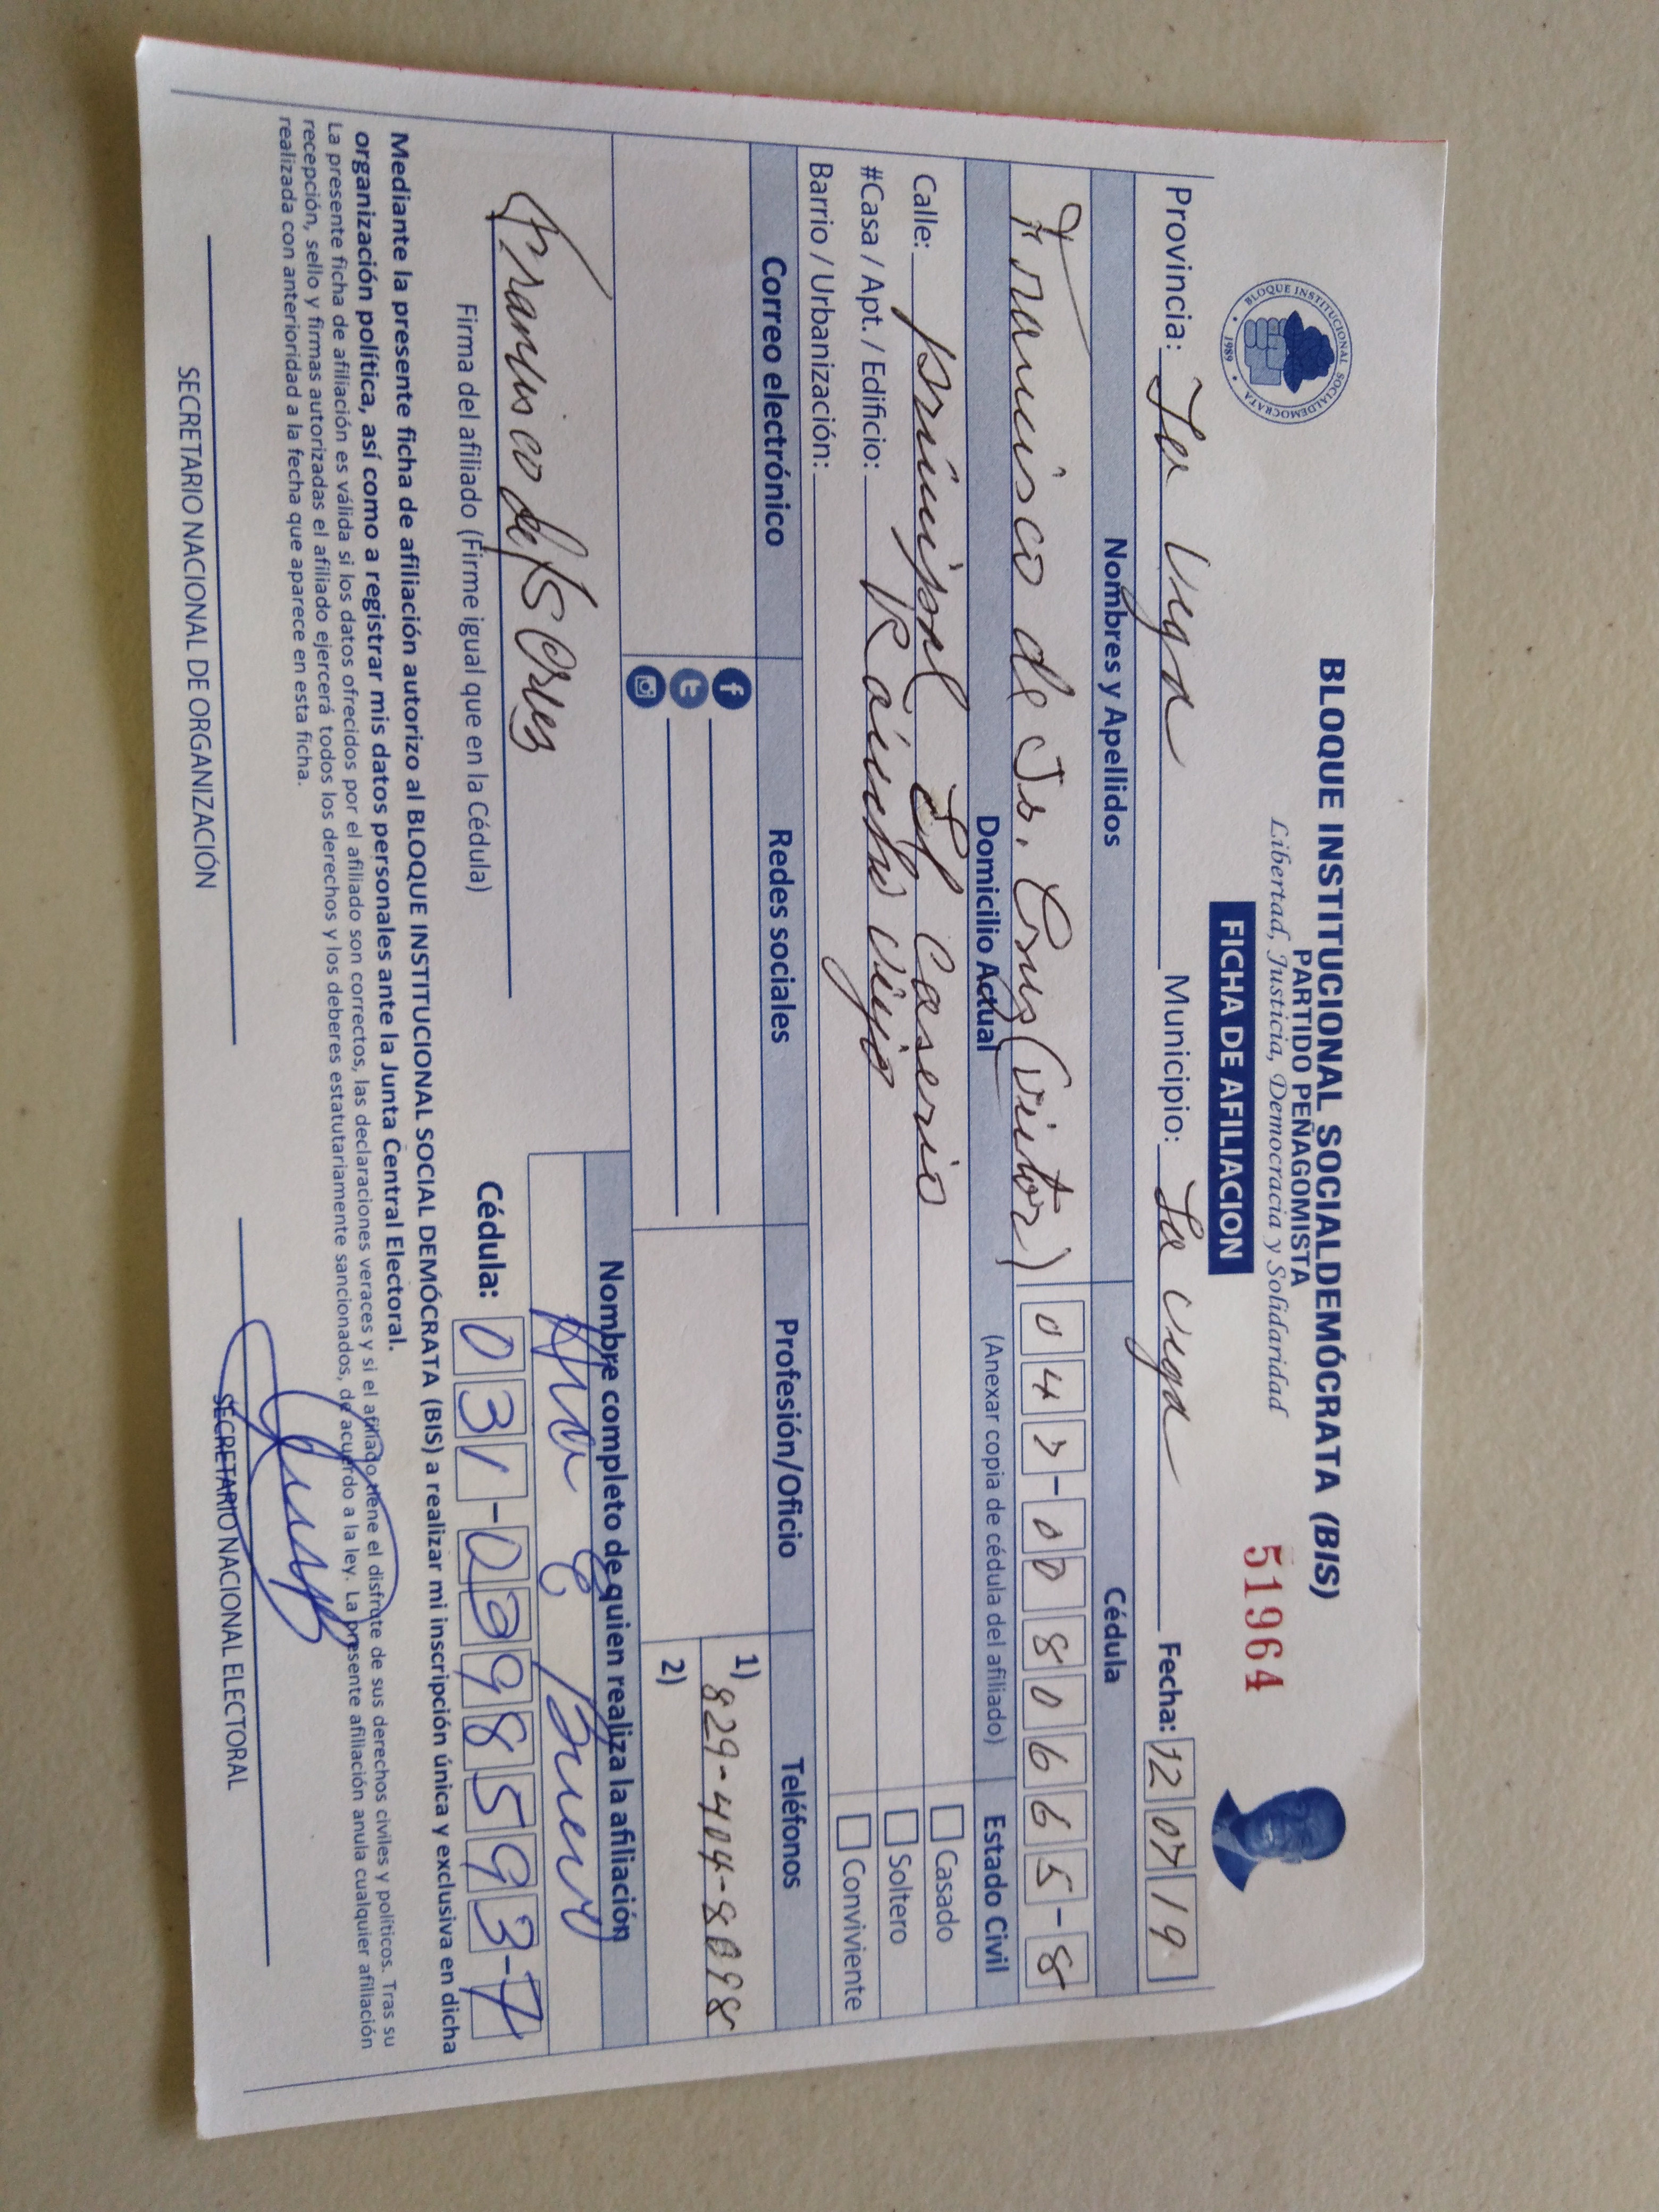 BLOQUE INSTITUCIONAL SOCIALDEMÓCRATA (BIS)
PARTIDO PEÑAGOMISTA
Libertad, Justicia, Democracia y Solidaridad
BLOQUE INSTITUCIONAL SOCIALDEMOCRATA
• 1989 •
FICHA DE AFILIACION
51964
Provincia: La Vega Municipio: La Vega Fecha: 12 07 19
Nombres y Apellidos Cédula
Francisco de Js. Cruz (Victor) 047-0080665-8
Domicilio Actual (Anexar copia de cédula del afiliado) Estado Civil
Calle: principal El Caserio Casado
#Casa / Apt. / Edificio: Rancho viejo Soltero
Barrio / Urbanización: Conviviente
Correo electrónico Redes sociales Profesión/Oficio Teléfonos
1) 829-404-8098
2)
Nombre completo de quien realiza la afiliación
Ana E
Francisco de Js
Firma del afiliado (Firme igual que en la Cédula) Cédula: 031-0398593-7
Mediante la presente ficha de afiliación autorizo al BLOQUE INSTITUCIONAL SOCIAL DEMÓCRATA (BIS) a realizar mi inscripción única y exclusiva en dicha
organización política, así como a registrar mis datos personales ante la Junta Central Electoral.
La presente ficha de afiliación es válida si los datos ofrecidos por el afiliado son correctos, las declaraciones veraces y si el afiliado tiene el disfrute de sus derechos civiles y políticos. Tras su
recepción, sello y firmas autorizadas el afiliado ejercerá todos los derechos y los deberes estatutariamente sancionados, de acuerdo a la ley. La presente afiliación anula cualquier afiliación
realizada con anterioridad a la fecha que aparece en esta ficha.
SECRETARIO NACIONAL DE ORGANIZACIÓN SECRETARIO NACIONAL ELECTORAL